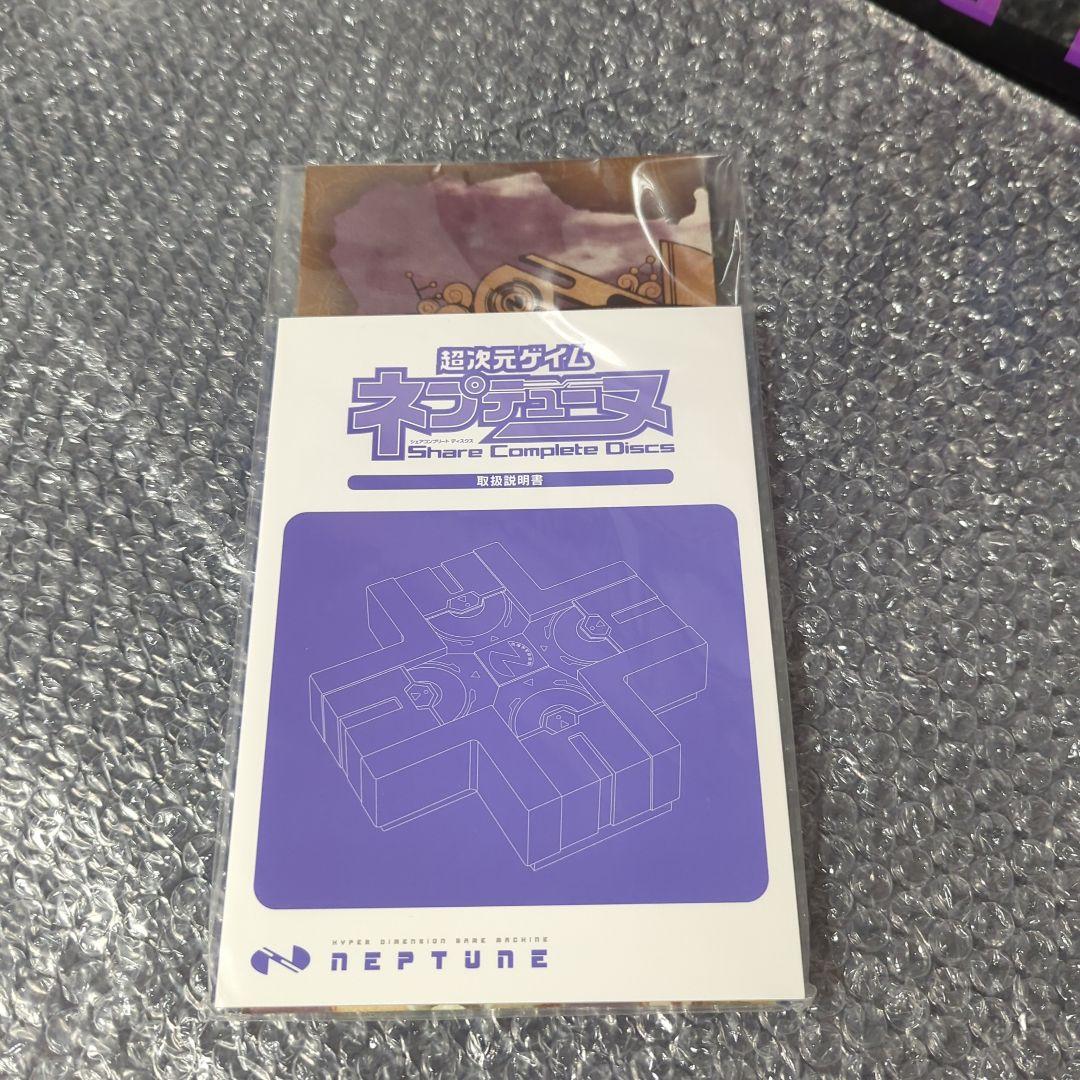 超次元ゲイム
ネプテューヌ
シェアコンプリート ディスクス
Share Complete Discs
取扱説明書
HYPER DIMENSION GAME MACHINE
NEPTUNE